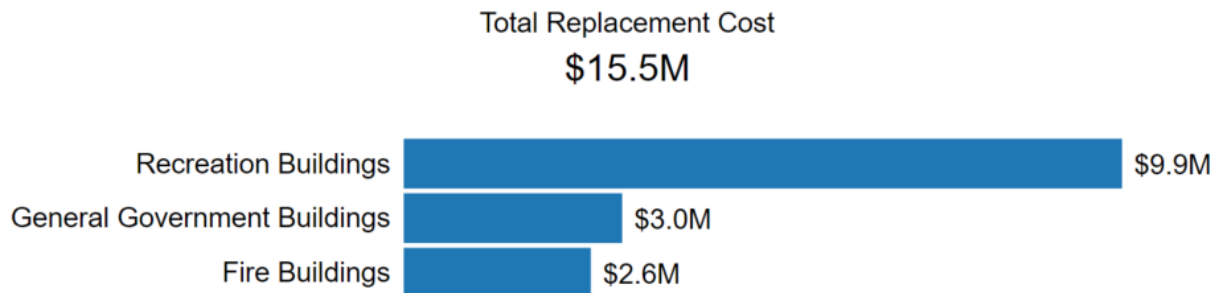 Total Replacement Cost
$15.5M
Recreation Buildings $9.9M
General Government Buildings $3.0M
Fire Buildings $2.6M